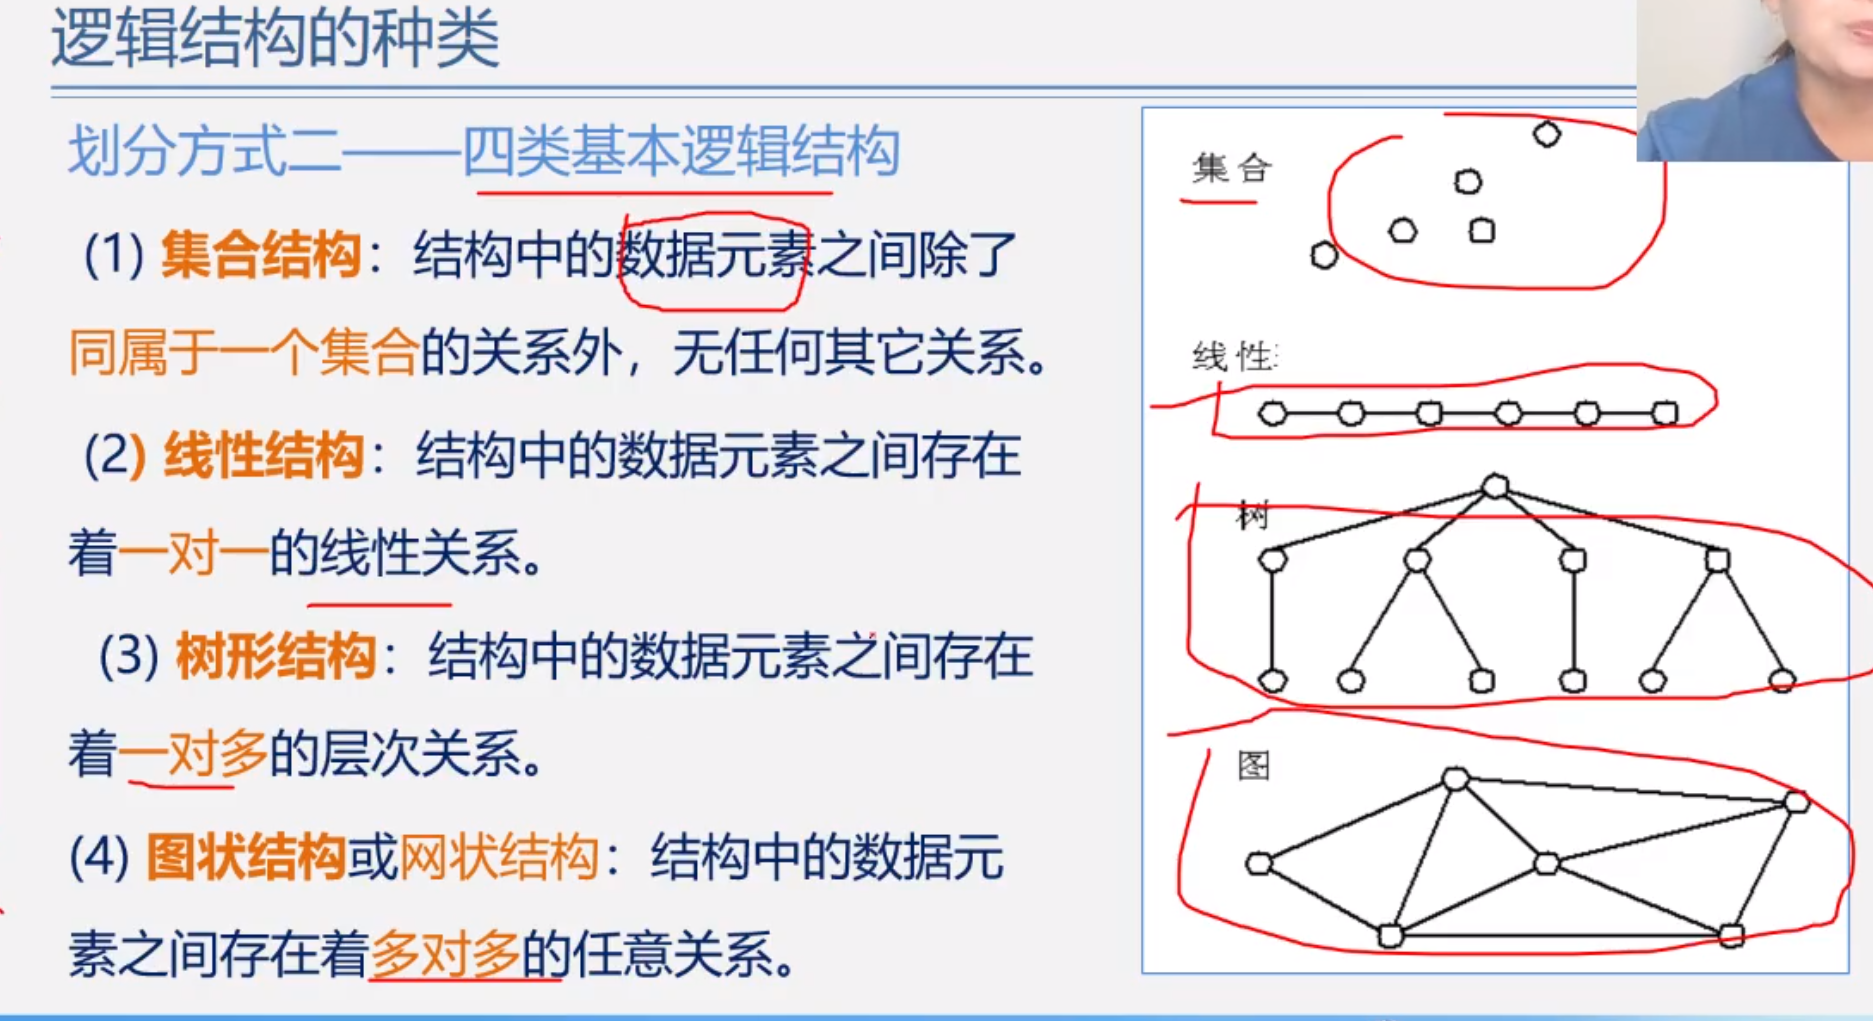 逻辑结构的种类
划分方式二——四类基本逻辑结构
(1) 集合结构：结构中的数据元素之间除了
同属于一个集合的关系外，无任何其它关系。
(2) 线性结构：结构中的数据元素之间存在
着一对一的线性关系。
(3) 树形结构：结构中的数据元素之间存在
着一对多的层次关系。
(4) 图状结构或网状结构：结构中的数据元
素之间存在着多对多的任意关系。
集合
线性
树
图